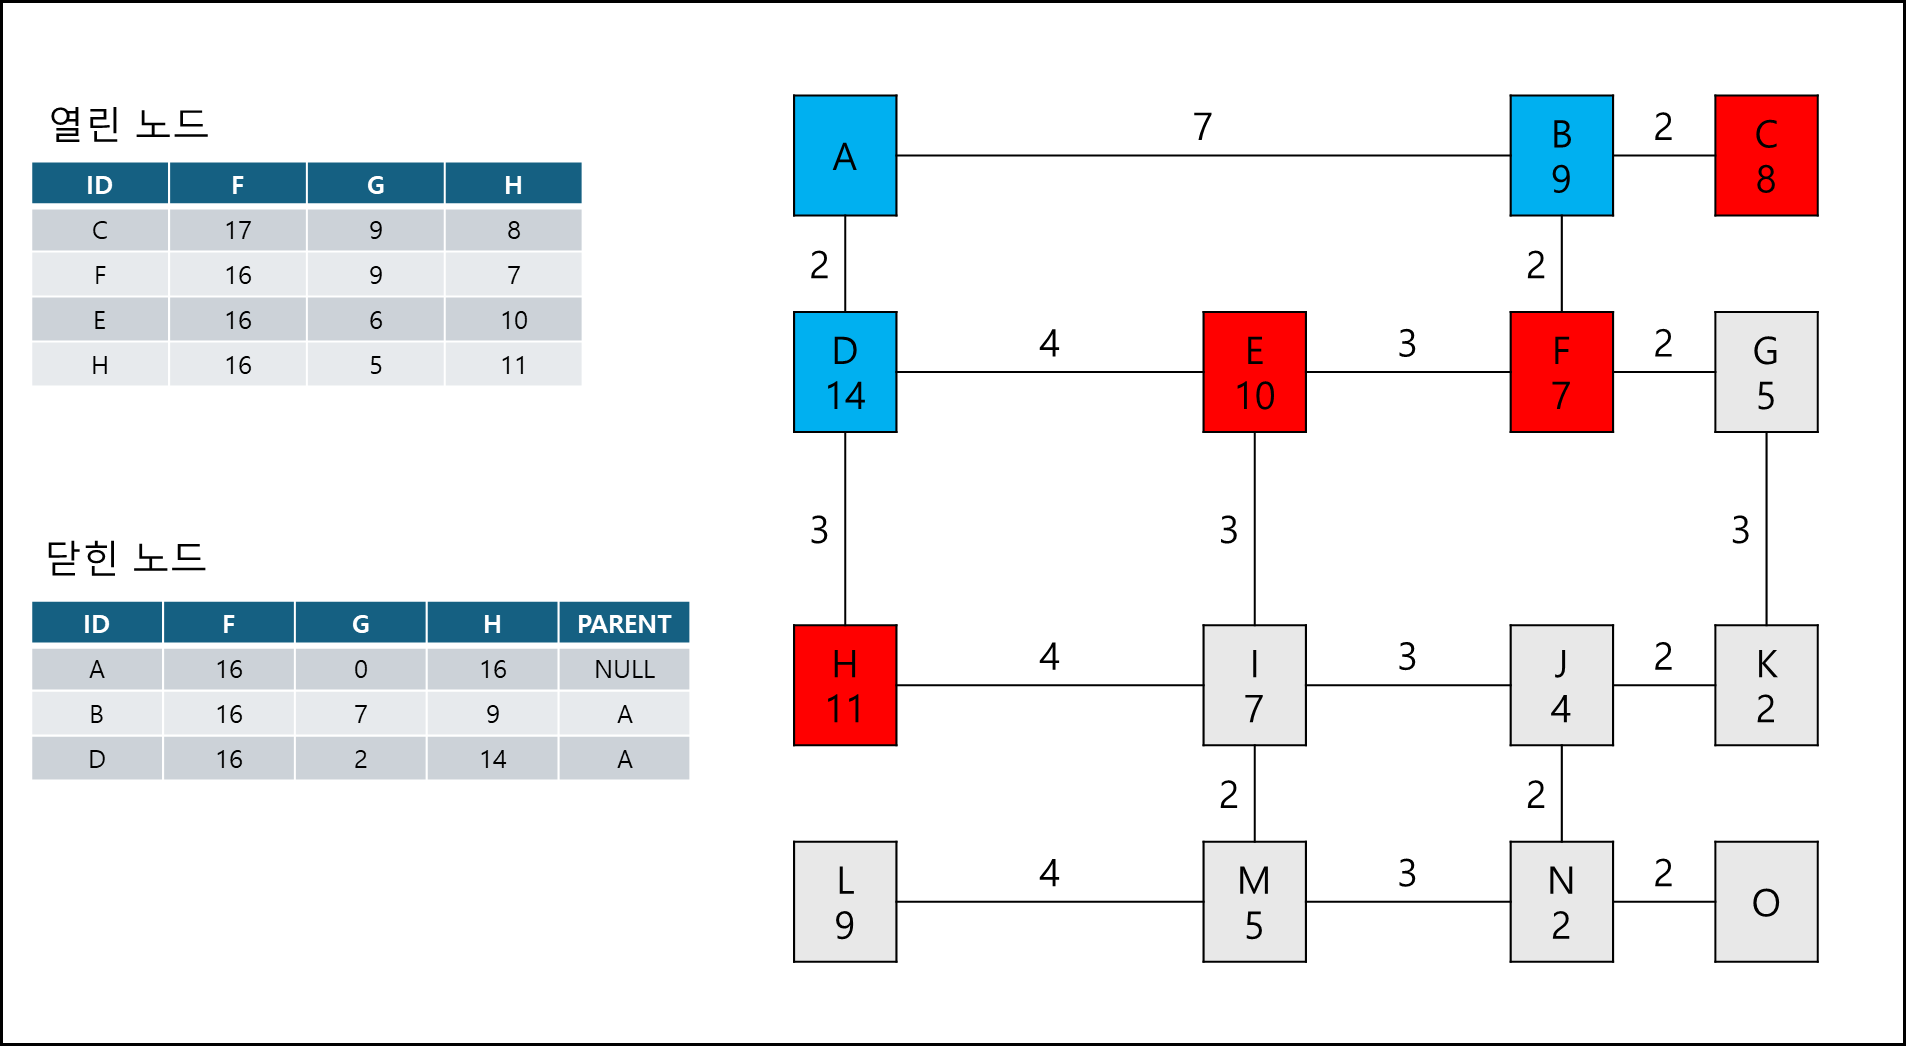 열린 노드
ID F G H
C 17 9 8
F 16 9 7
E 16 6 10
H 16 5 11
닫힌 노드
ID F G H PARENT
A 16 0 16 NULL
B 16 7 9 A
D 16 2 14 A
A 7 B 2 C
9 8
2 2
D 4 E 3 F 2 G
14 10 7 5
3 3 3
H 4 I 3 J 2 K
11 7 4 2
2 2
L 4 M 3 N 2 O
9 5 2